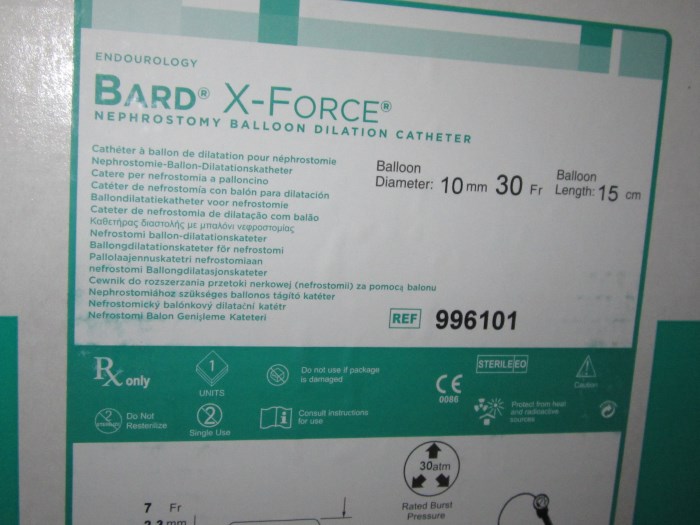 ENDOUROLOGY
BARD® X-FORCE®
NEPHROSTOMY BALLOON DILATION CATHETER
Cathéter à ballon de dilatation pour néphrostomie
Nephrostomie-Ballon-Dilatationskatheter
Catere per nefrostomia a palloncino
Catéter de nefrostomía con balón para dilatación
Ballondilatatiekatheter voor nefrostomie
Cateter de nefrostomia de dilatação com balão
Καθετήρας διαστολής με μπαλόνι νεφροστομίας
Nefrostomi ballon-dilatationskateter
Ballongdilatationskateter för nefrostomi
Pallolaajennuskatetri nefrostomiaan
nefrostomi Ballongdilatasjonskateter
Cewnik do rozszerzania przetoki nerkowej (nefrostomii) za pomocą balonu
Nephrostomiához szükséges ballonos tágító katéter
Nefrostomický balónkový dilatační katétr
Nefrostomi Balon Genişleme Kateteri
Balloon Diameter: 10 mm 30 Fr
Balloon Length: 15 cm
REF 996101
Rx only
1 UNITS
Do not use if package is damaged
CE 0086
STERILE EO
Caution
Do Not Resterilize
2 Single Use
Consult instructions for use
Protect from heat and radioactive sources
30atm
Rated Burst Pressure
7 Fr
2.3 mm